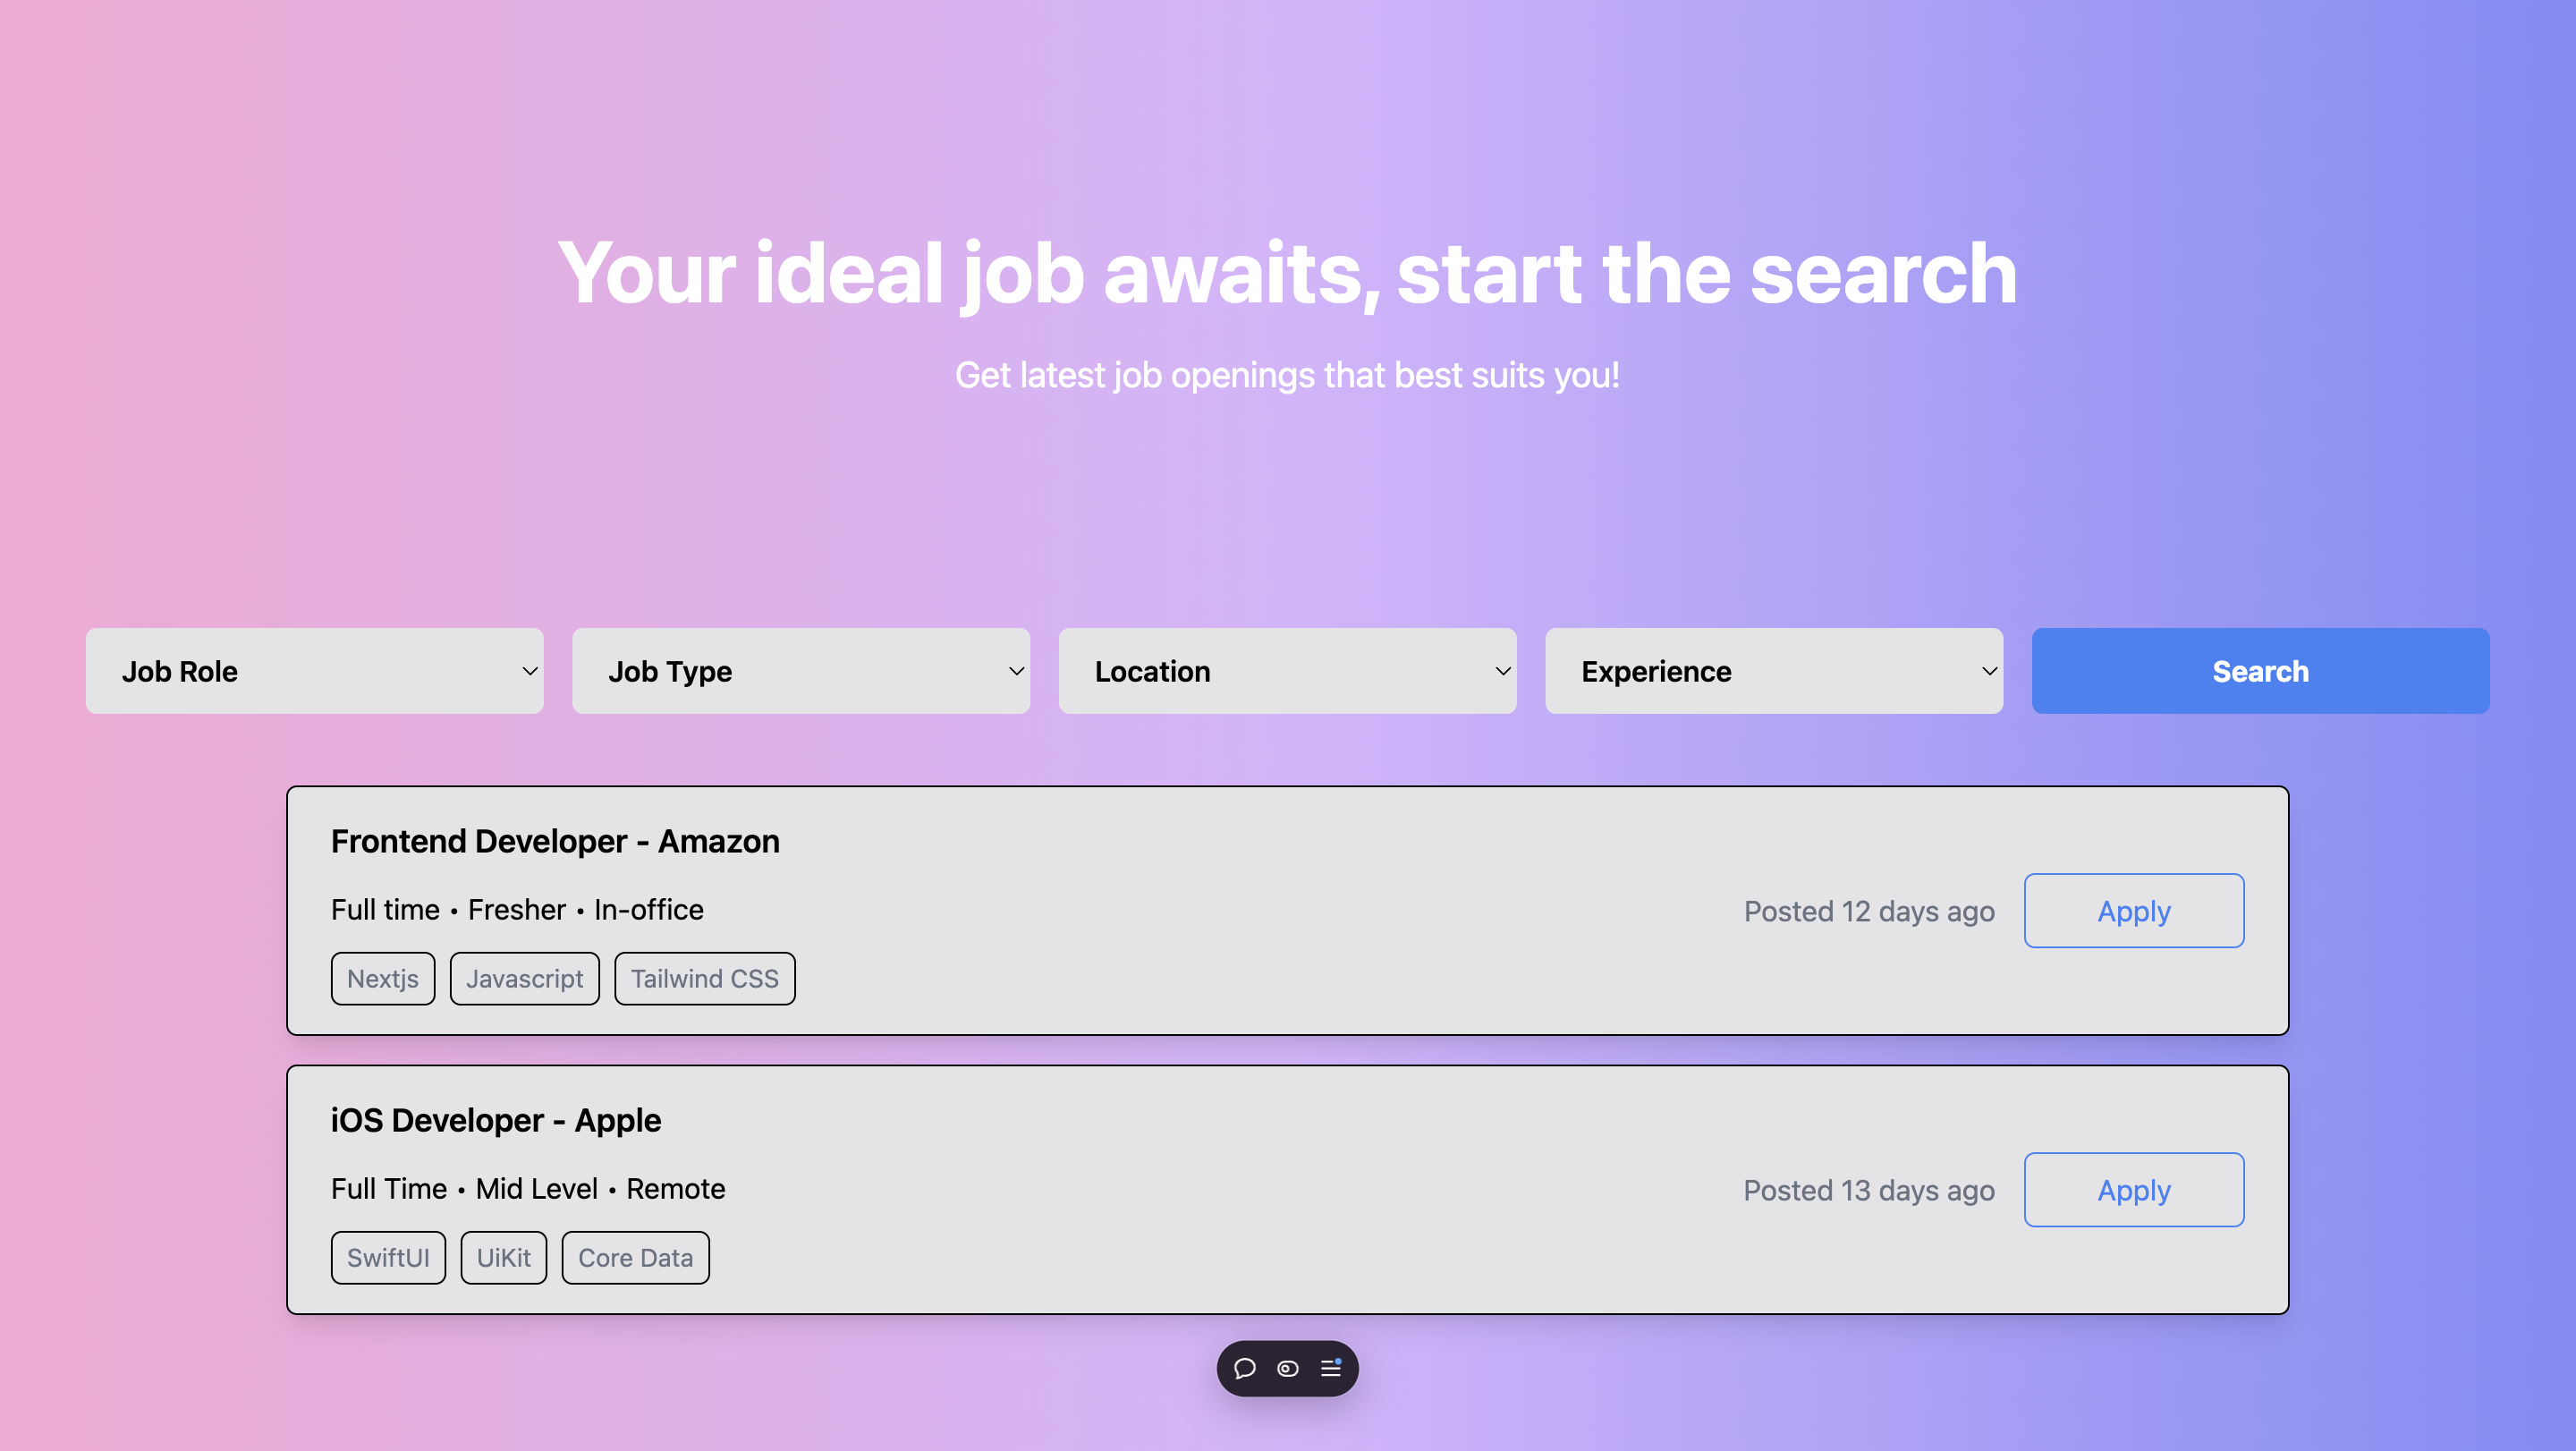 Your ideal job awaits, start the search
Get latest job openings that best suits you!
Job Role
Job Type
Location
Experience
Search
Frontend Developer - Amazon
Full time • Fresher • In-office
Posted 12 days ago
Apply
Nextjs
Javascript
Tailwind CSS
iOS Developer - Apple
Full Time • Mid Level • Remote
Posted 13 days ago
Apply
SwiftUI
UiKit
Core Data